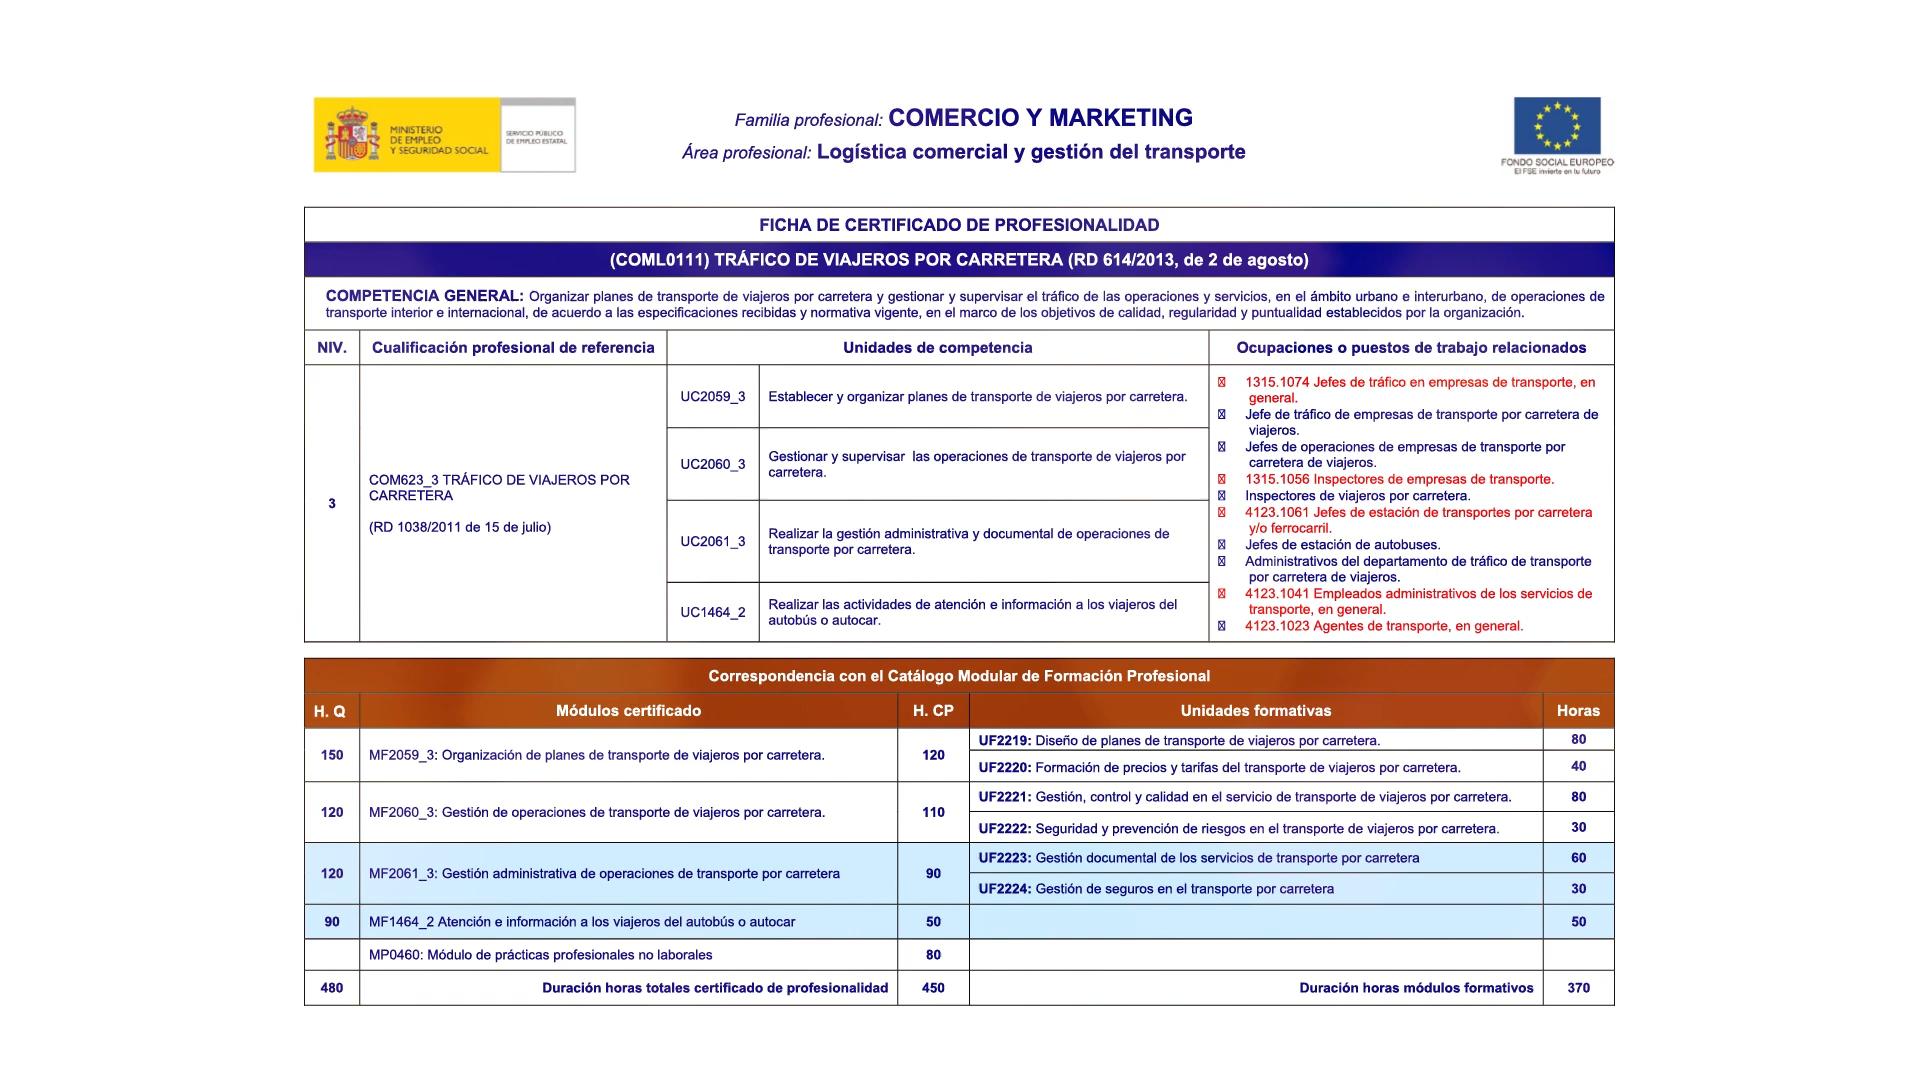 MINISTERIO
DE EMPLEO
Y SEGURIDAD SOCIAL
SERVICIO PÚBLICO
DE EMPLEO ESTATAL
Familia profesional: COMERCIO Y MARKETING
Área profesional: Logística comercial y gestión del transporte
FONDO SOCIAL EUROPEO
El FSE invierte en tu futuro
FICHA DE CERTIFICADO DE PROFESIONALIDAD
(COML0111) TRÁFICO DE VIAJEROS POR CARRETERA (RD 614/2013, de 2 de agosto)
COMPETENCIA GENERAL: Organizar planes de transporte de viajeros por carretera y gestionar y supervisar el tráfico de las operaciones y servicios, en el ámbito urbano e interurbano, de operaciones de
transporte interior e internacional, de acuerdo a las especificaciones recibidas y normativa vigente, en el marco de los objetivos de calidad, regularidad y puntualidad establecidos por la organización.
NIV. Cualificación profesional de referencia Unidades de competencia Ocupaciones o puestos de trabajo relacionados
3
COM623_3 TRÁFICO DE VIAJEROS POR
CARRETERA
(RD 1038/2011 de 15 de julio)
UC2059_3 Establecer y organizar planes de transporte de viajeros por carretera.
UC2060_3 Gestionar y supervisar las operaciones de transporte de viajeros por
carretera.
UC2061_3 Realizar la gestión administrativa y documental de operaciones de
transporte por carretera.
UC1464_2 Realizar las actividades de atención e información a los viajeros del
autobús o autocar.
1315.1074 Jefes de tráfico en empresas de transporte, en
general.
Jefe de tráfico de empresas de transporte por carretera de
viajeros.
Jefes de operaciones de empresas de transporte por
carretera de viajeros.
1315.1056 Inspectores de empresas de transporte.
Inspectores de viajeros por carretera.
4123.1061 Jefes de estación de transportes por carretera
y/o ferrocarril.
Jefes de estación de autobuses.
Administrativos del departamento de tráfico de transporte
por carretera de viajeros.
4123.1041 Empleados administrativos de los servicios de
transporte, en general.
4123.1023 Agentes de transporte, en general.
Correspondencia con el Catálogo Modular de Formación Profesional
H. Q Módulos certificado H. CP Unidades formativas Horas
150 MF2059_3: Organización de planes de transporte de viajeros por carretera. 120
UF2219: Diseño de planes de transporte de viajeros por carretera. 80
UF2220: Formación de precios y tarifas del transporte de viajeros por carretera. 40
120 MF2060_3: Gestión de operaciones de transporte de viajeros por carretera. 110
UF2221: Gestión, control y calidad en el servicio de transporte de viajeros por carretera. 80
UF2222: Seguridad y prevención de riesgos en el transporte de viajeros por carretera. 30
120 MF2061_3: Gestión administrativa de operaciones de transporte por carretera 90
UF2223: Gestión documental de los servicios de transporte por carretera 60
UF2224: Gestión de seguros en el transporte por carretera 30
90 MF1464_2 Atención e información a los viajeros del autobús o autocar 50 50
MP0460: Módulo de prácticas profesionales no laborales 80
480 Duración horas totales certificado de profesionalidad 450 Duración horas módulos formativos 370